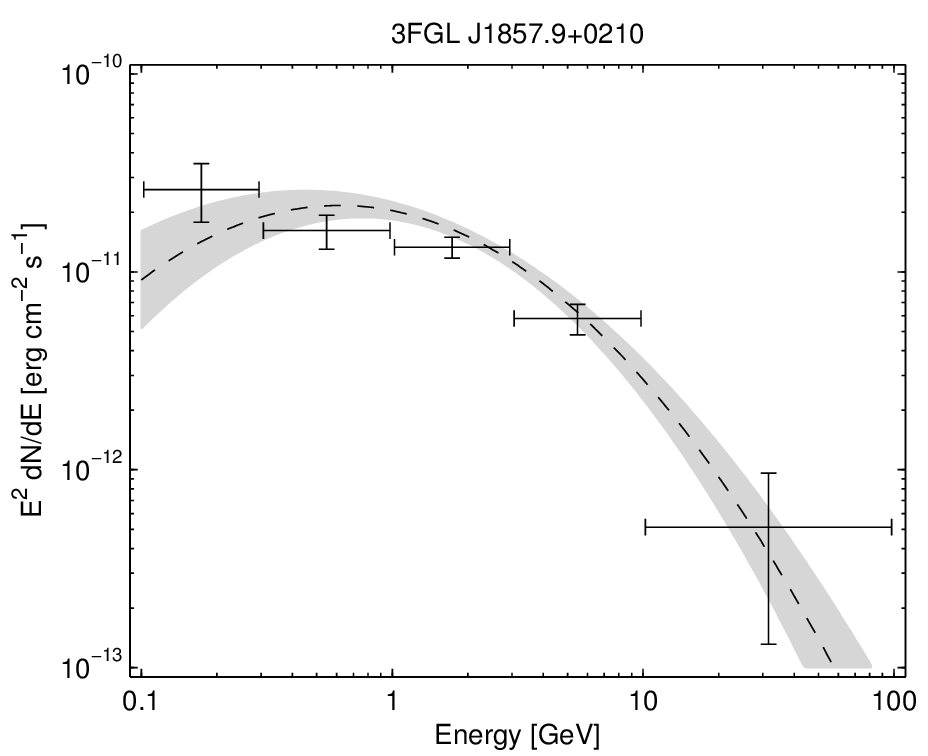 3FGL J1857.9+0210
10⁻¹⁰
10⁻¹¹
10⁻¹²
10⁻¹³
E² dN/dE [erg cm⁻² s⁻¹]
0.1 1 10 100
Energy [GeV]